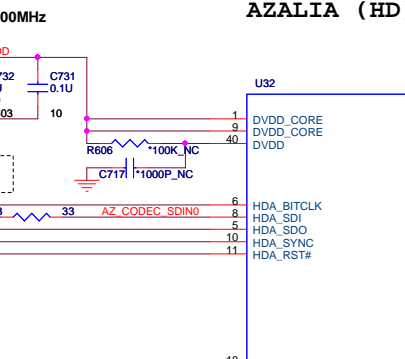 00MHz
AZALIA (HD
DD
732
C731
U
0.1U
03
10
U32
1
DVDD_CORE
9
DVDD_CORE
40
DVDD
R606
*100K_NC
C717
*1000P_NC
6
HDA_BITCLK
3
33
AZ_CODEC_SDIN0
8
HDA_SDI
5
HDA_SDO
10
HDA_SYNC
11
HDA_RST#